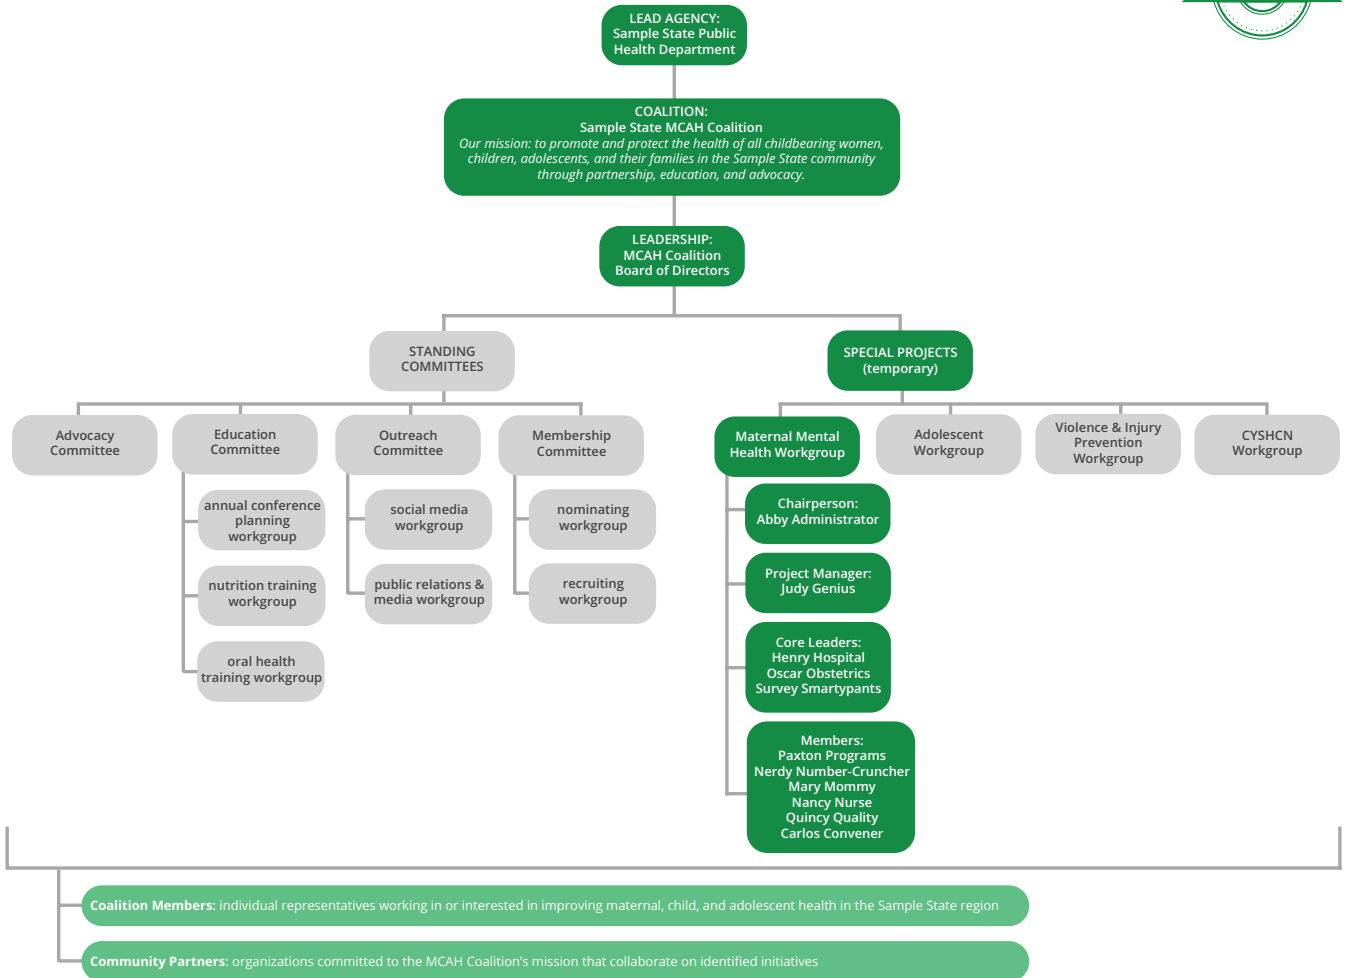 LEAD AGENCY:
Sample State Public
Health Department
COALITION:
Sample State MCAH Coalition
Our mission: to promote and protect the health of all childbearing women,
children, adolescents, and their families in the Sample State community
through partnership, education, and advocacy.
LEADERSHIP:
MCAH Coalition
Board of Directors
STANDING
COMMITTEES
SPECIAL PROJECTS
(temporary)
Advocacy
Committee
Education
Committee
Outreach
Committee
Membership
Committee
Maternal Mental
Health Workgroup
Adolescent
Workgroup
Violence & Injury
Prevention
Workgroup
CYSHCN
Workgroup
annual conference
planning
workgroup
nutrition training
workgroup
oral health
training workgroup
social media
workgroup
public relations &
media workgroup
nominating
workgroup
recruiting
workgroup
Chairperson:
Abby Administrator
Project Manager:
Judy Genius
Core Leaders:
Henry Hospital
Oscar Obstetrics
Survey Smartypants
Members:
Paxton Programs
Nerdy Number-Cruncher
Mary Mommy
Nancy Nurse
Quincy Quality
Carlos Convener
Coalition Members: individual representatives working in or interested in improving maternal, child, and adolescent health in the Sample State region
Community Partners: organizations committed to the MCAH Coalition’s mission that collaborate on identified initiatives